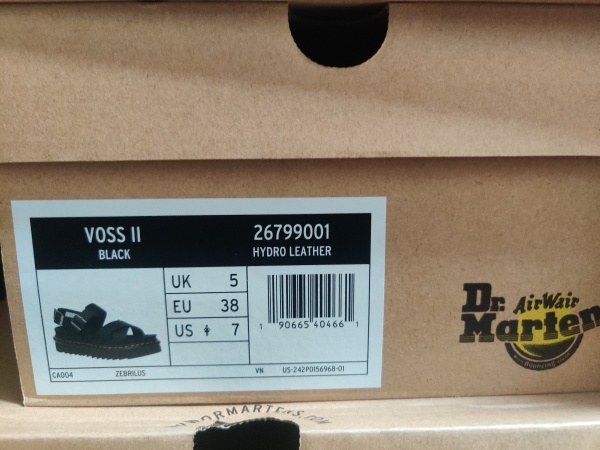 VOSS II 26799001
BLACK HYDRO LEATHER
UK 5
EU 38
US 7
1 90665 40466 1
CA004 ZEBRILUS VN US-242P0156968-01
Dr. AirWair
Marten